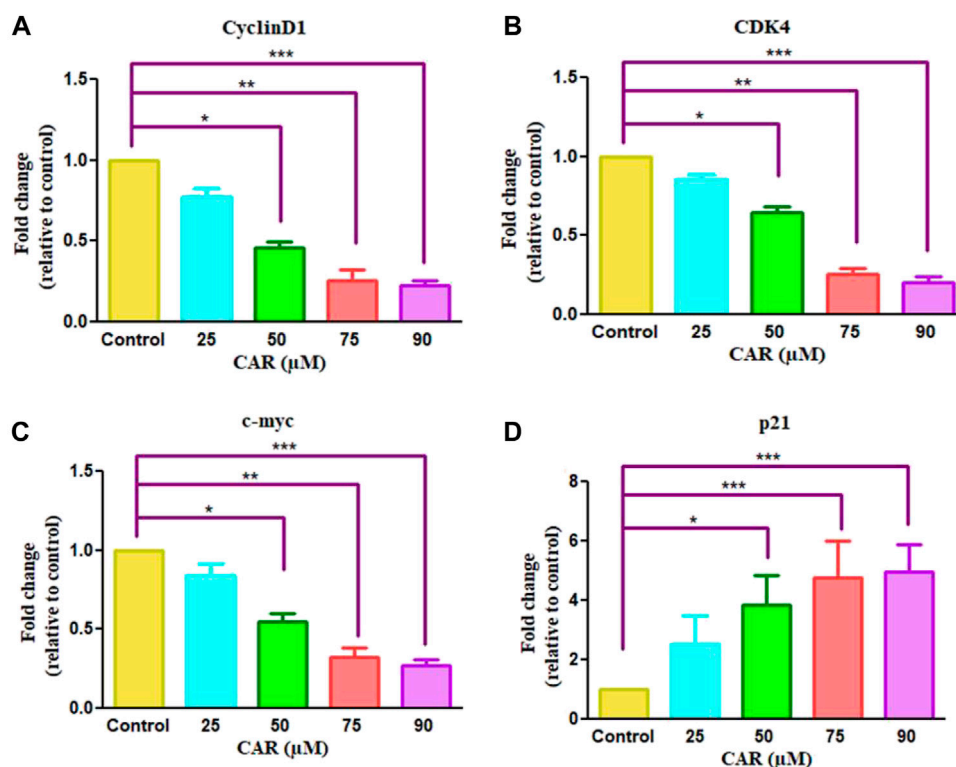 A
CyclinD1
***
**
*
Fold change
(relative to control)
1.5
1.0
0.5
0.0
Control 25 50 75 90
CAR (µM)
B
CDK4
***
**
*
Fold change
(relative to control)
1.5
1.0
0.5
0.0
Control 25 50 75 90
CAR (µM)
C
c-myc
***
**
*
Fold change
(relative to control)
1.5
1.0
0.5
0.0
Control 25 50 75 90
CAR (µM)
D
p21
***
***
*
Fold change
(relative to control)
8
6
4
2
0
Control 25 50 75 90
CAR (µM)